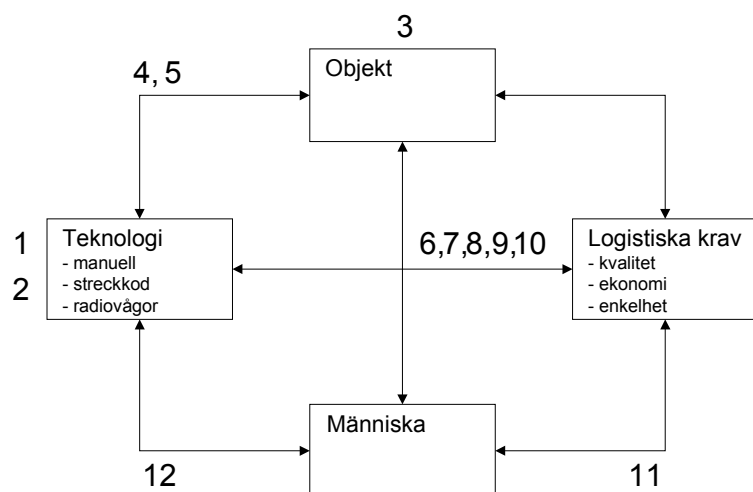 3
Objekt
4, 5
1
2
Teknologi
- manuell
- streckkod
- radiovågor
6,7,8,9,10
Logistiska krav
- kvalitet
- ekonomi
- enkelhet
Människa
12
11